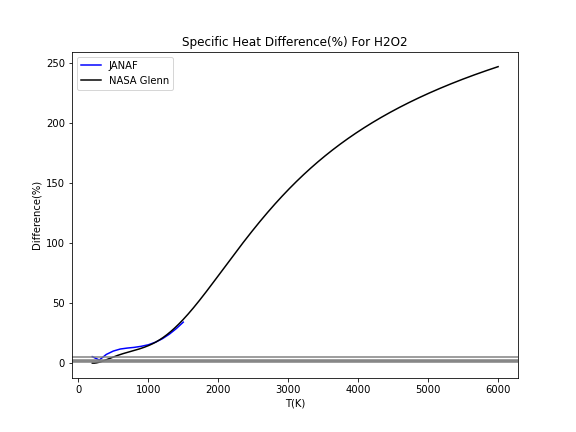 Specific Heat Difference(%) For H2O2
JANAF
NASA Glenn
250
200
150
100
50
0
Difference(%)
0 1000 2000 3000 4000 5000 6000
T(K)